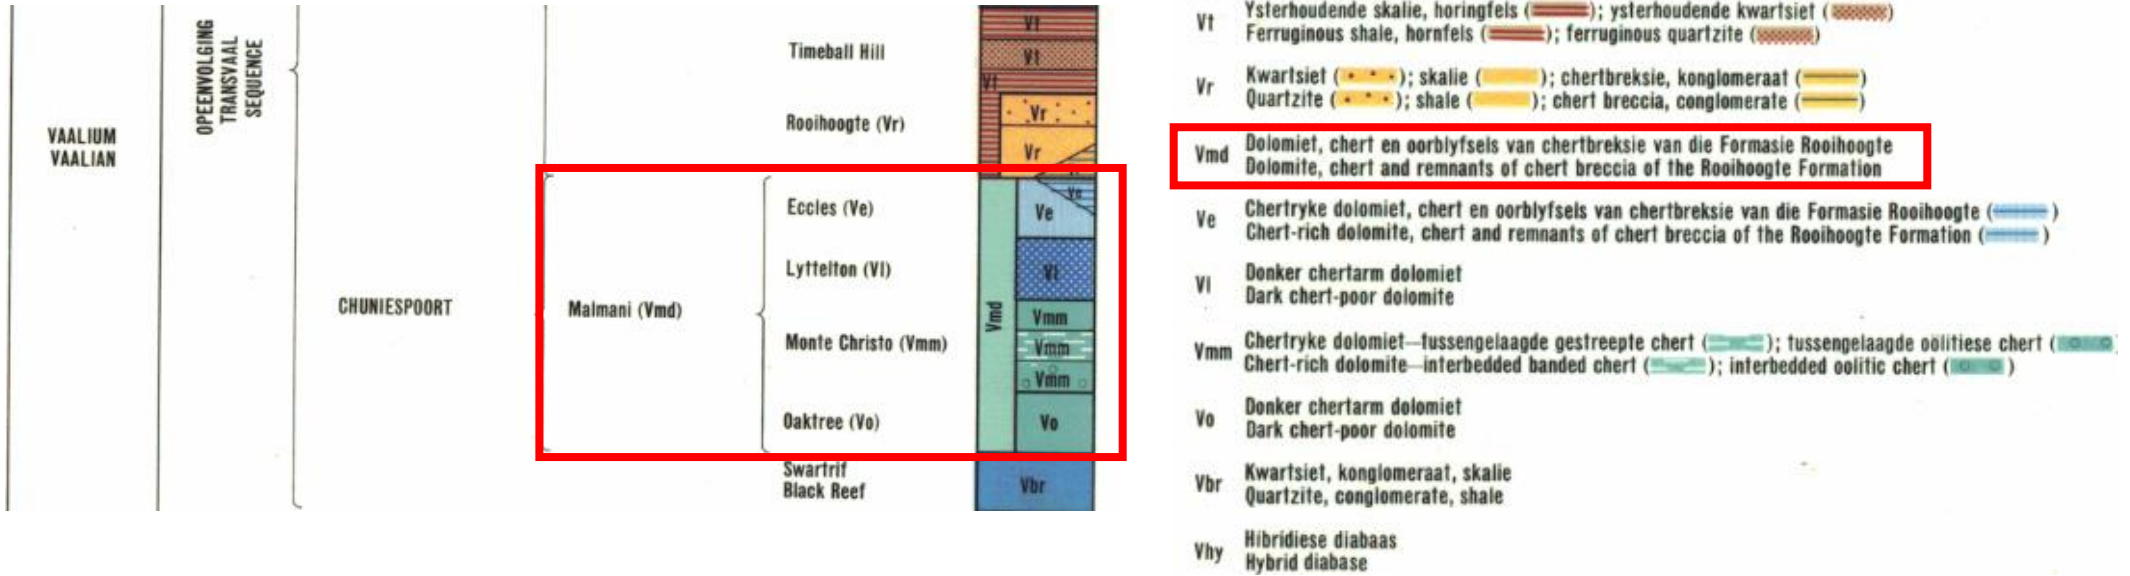 VAALIUM
VAALIAN
OPEENVOLGING
TRANSVAAL
SEQUENCE
CHUNIESPOORT
Malmani (Vmd)
Timeball Hill
Rooihoogte (Vr)
Eccles (Ve)
Lyttelton (Vl)
Monte Christo (Vmm)
Oaktree (Vo)
Swartrif
Black Reef
Vt
Vt
Vt
Vr
Vr
Ve
Ve
Vl
Vmd
Vmm
Vmm
Vmm
Vo
Vbr
Vt
Ysterhoudende skalie, horingfels ( ); ysterhoudende kwartsiet ( )
Ferruginous shale, hornfels ( ); ferruginous quartzite ( )
Vr
Kwartsiet ( ); skalie ( ); chertbreksie, konglomeraat ( )
Quartzite ( ); shale ( ); chert breccia, conglomerate ( )
Vmd
Dolomiet, chert en oorblyfsels van chertbreksie van die Formasie Rooihoogte
Dolomite, chert and remnants of chert breccia of the Rooihoogte Formation
Ve
Chertryke dolomiet, chert en oorblyfsels van chertbreksie van die Formasie Rooihoogte ( )
Chert-rich dolomite, chert and remnants of chert breccia of the Rooihoogte Formation ( )
Vl
Donker chertarm dolomiet
Dark chert-poor dolomite
Vmm
Chertryke dolomiet—tussengelaagde gestreepte chert ( ); tussengelaagde oölitiese chert (
Chert-rich dolomite—interbedded banded chert ( ); interbedded oolitic chert ( )
Vo
Donker chertarm dolomiet
Dark chert-poor dolomite
Vbr
Kwartsiet, konglomeraat, skalie
Quartzite, conglomerate, shale
Vhy
Hibridiese diabaas
Hybrid diabase